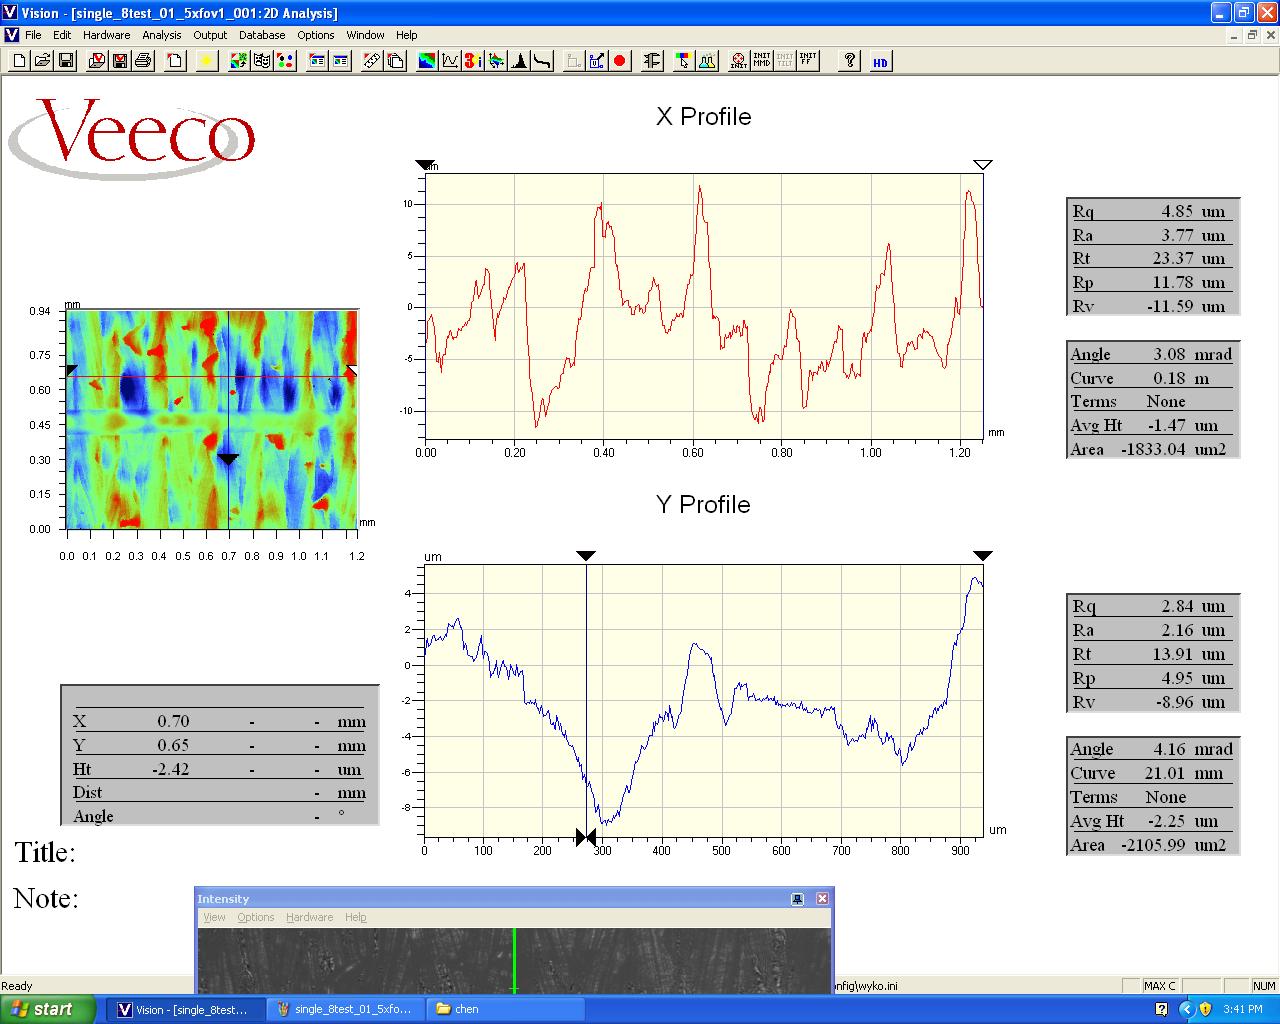 Vision - [single_8test_01_5xfov1_001:2D Analysis]
File Edit Hardware Analysis Output Database Options Window Help
INIT INIT MMD INIT TILT INIT FF ? HD
Veeco
X Profile
um
10
5
0
-5
-10
0.00 0.20 0.40 0.60 0.80 1.00 1.20
mm
Rq 4.85 um
Ra 3.77 um
Rt 23.37 um
Rp 11.78 um
Rv -11.59 um
Angle 3.08 mrad
Curve 0.18 m
Terms None
Avg Ht -1.47 um
Area -1833.04 um2
mm
0.94
0.75
0.60
0.45
0.30
0.15
0.00
mm
0.0 0.1 0.2 0.3 0.4 0.5 0.6 0.7 0.8 0.9 1.0 1.1 1.2
Y Profile
um
4
2
0
-2
-4
-6
-8
0 100 200 300 400 500 600 700 800 900
um
Rq 2.84 um
Ra 2.16 um
Rt 13.91 um
Rp 4.95 um
Rv -8.96 um
Angle 4.16 mrad
Curve 21.01 mm
Terms None
Avg Ht -2.25 um
Area -2105.99 um2
X 0.70 - - mm
Y 0.65 - - mm
Ht -2.42 - - um
Dist - mm
Angle - °
Title:
Note:
Intensity
View Options Hardware Help
Ready
nfig\wyko.ini
MAX C NUM
start
Vision - [single_8test...
single_8test_01_5xfo...
chen
3:41 PM